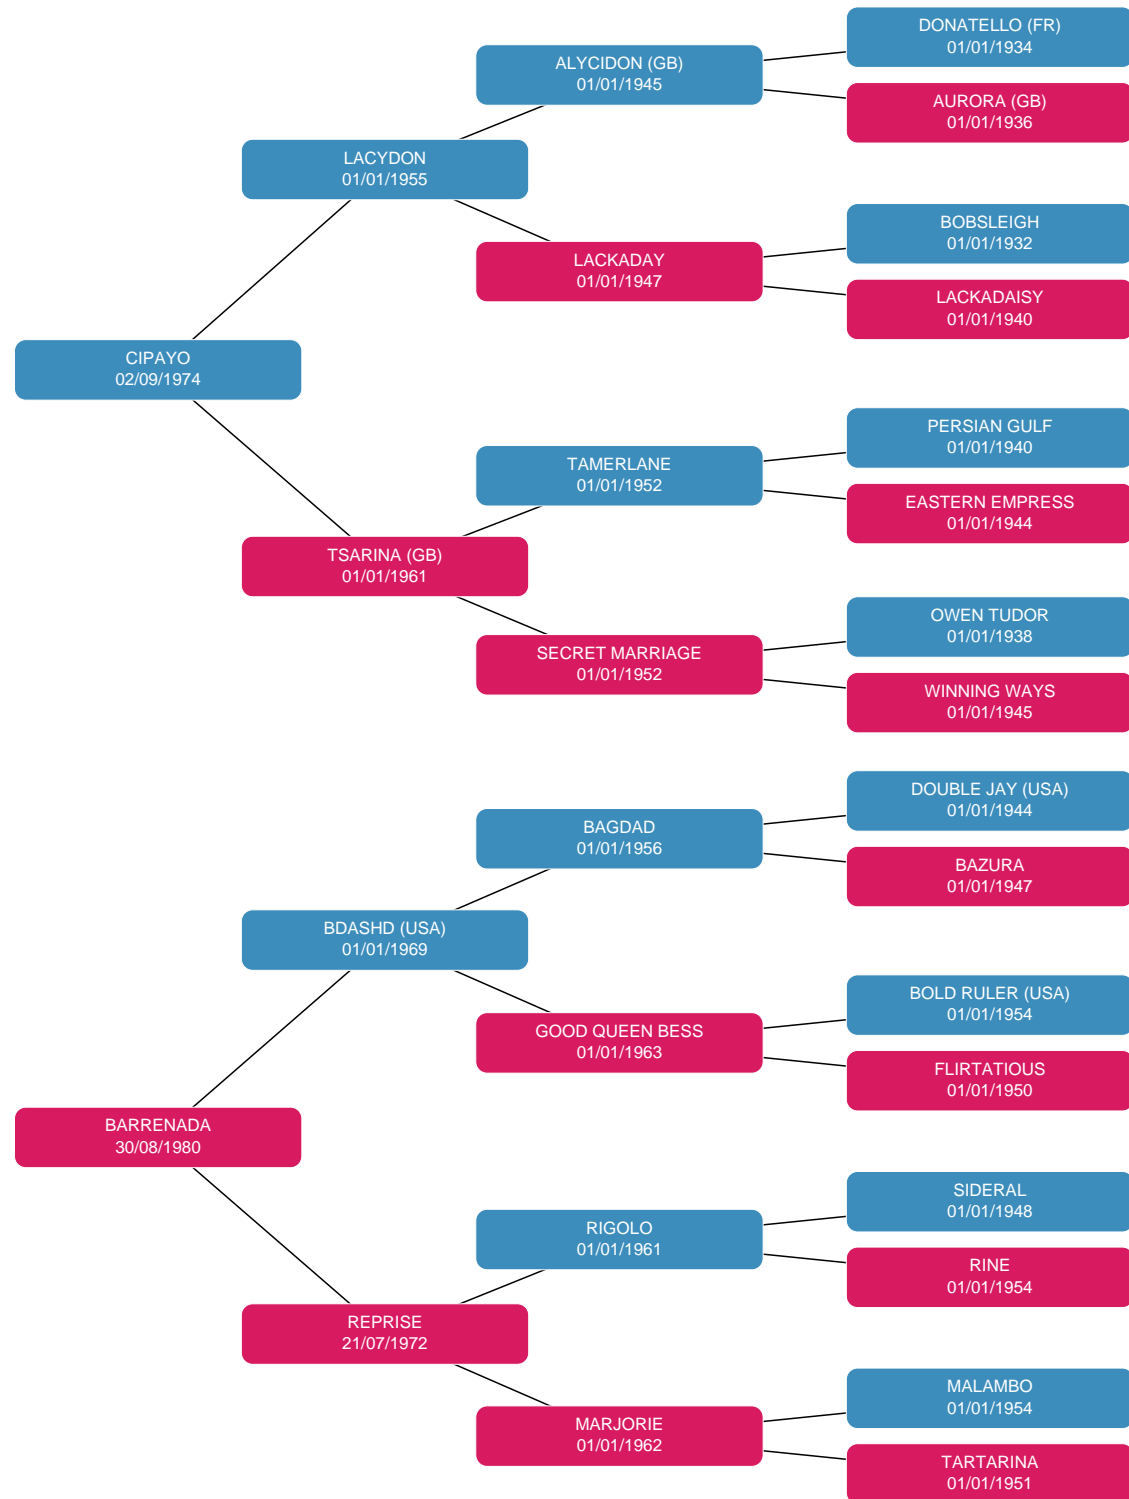 DONATELLO (FR)
01/01/1934
ALYCIDON (GB)
01/01/1945
AURORA (GB)
01/01/1936
LACYDON
01/01/1955
BOBSLEIGH
01/01/1932
LACKADAY
01/01/1947
LACKADAISY
01/01/1940
CIPAYO
02/09/1974
PERSIAN GULF
01/01/1940
TAMERLANE
01/01/1952
EASTERN EMPRESS
01/01/1944
TSARINA (GB)
01/01/1961
OWEN TUDOR
01/01/1938
SECRET MARRIAGE
01/01/1952
WINNING WAYS
01/01/1945
DOUBLE JAY (USA)
01/01/1944
BAGDAD
01/01/1956
BAZURA
01/01/1947
BDASHD (USA)
01/01/1969
BOLD RULER (USA)
01/01/1954
GOOD QUEEN BESS
01/01/1963
FLIRTATIOUS
01/01/1950
BARRENADA
30/08/1980
SIDERAL
01/01/1948
RIGOLO
01/01/1961
RINE
01/01/1954
REPRISE
21/07/1972
MALAMBO
01/01/1954
MARJORIE
01/01/1962
TARTARINA
01/01/1951